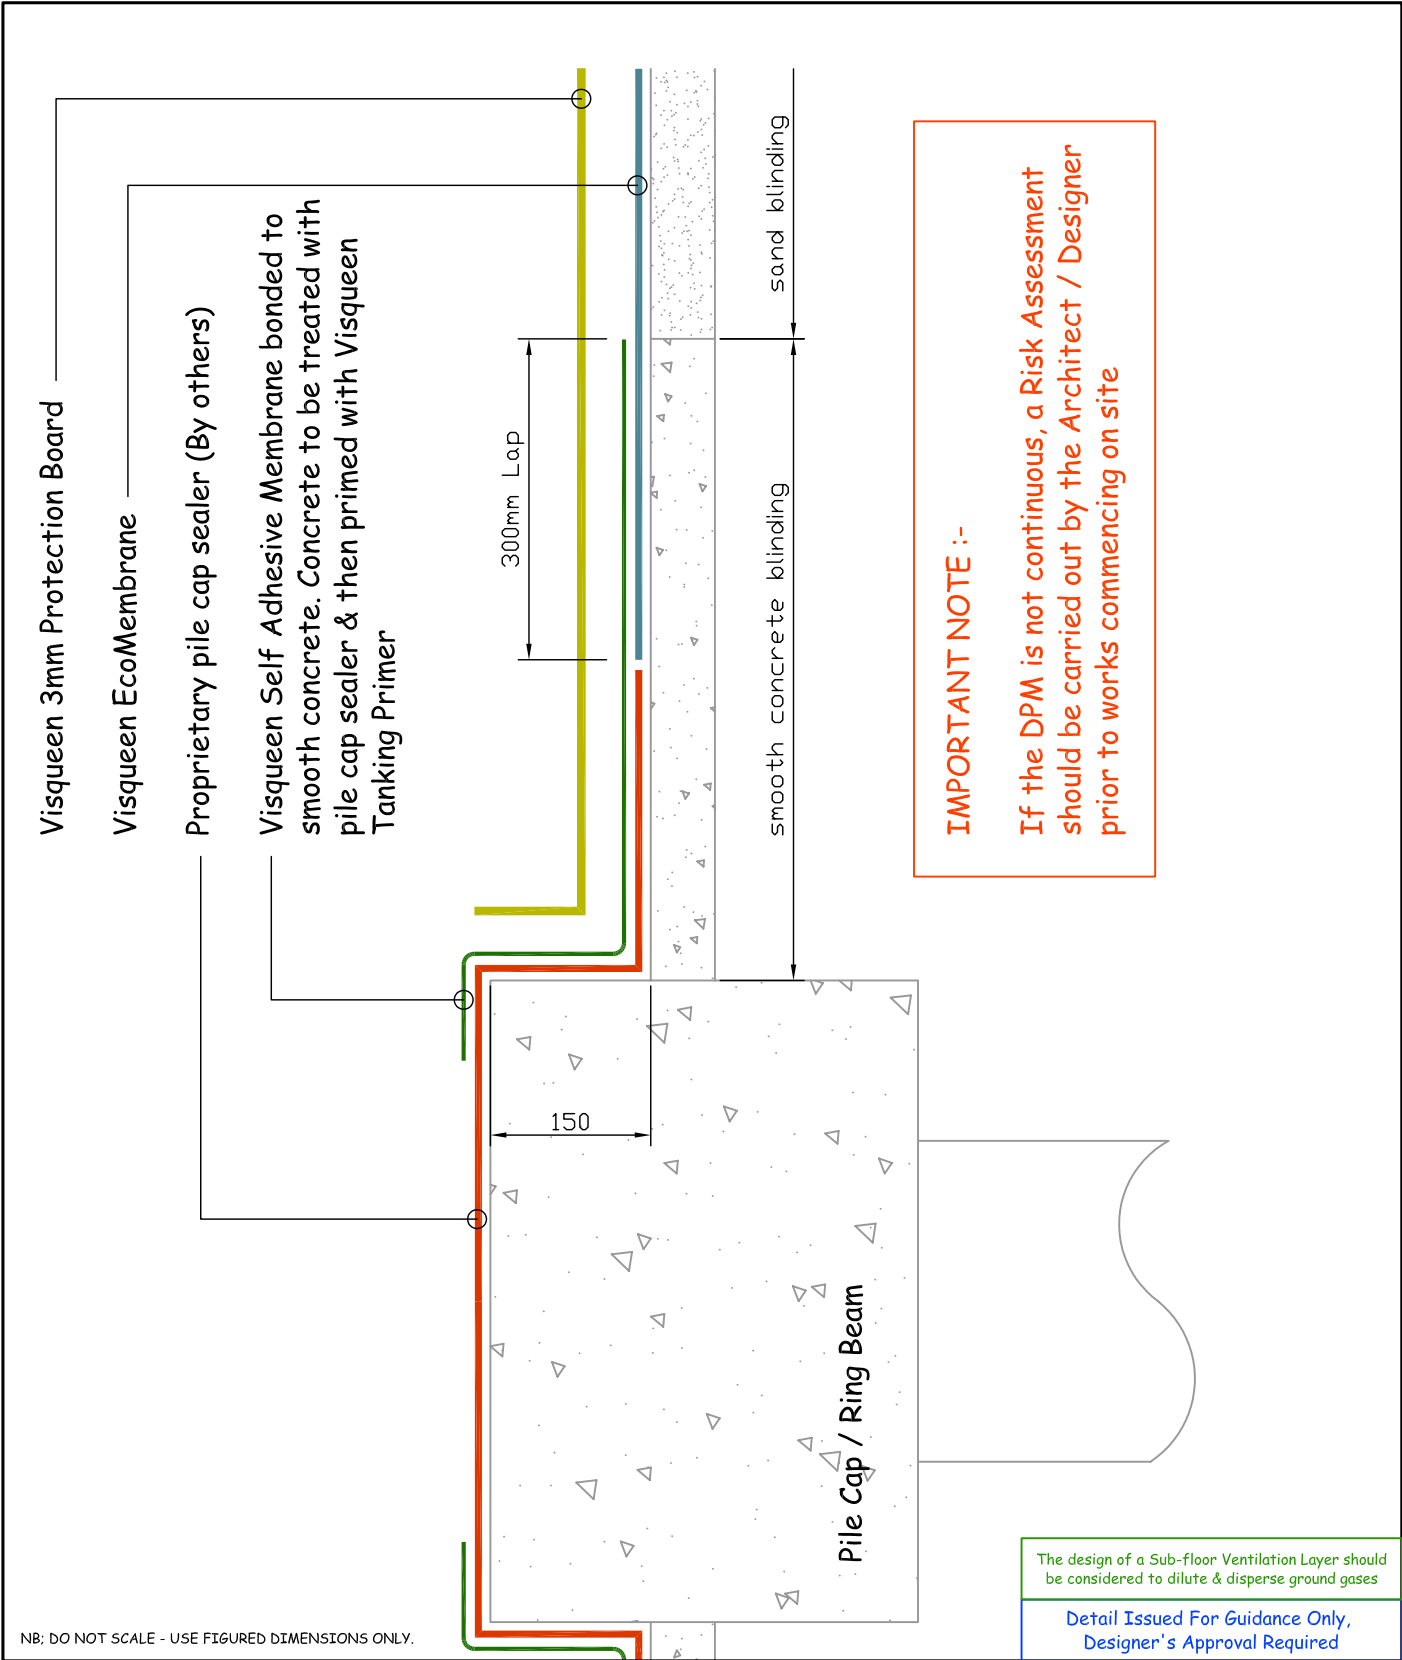 Visqueen 3mm Protection Board
Visqueen EcoMembrane
Proprietary pile cap sealer (By others)
Visqueen Self Adhesive Membrane bonded to
smooth concrete. Concrete to be treated with
pile cap sealer & then primed with Visqueen
Tanking Primer
300mm Lap
sand blinding
smooth concrete blinding
150
Pile Cap / Ring Beam
IMPORTANT NOTE :-
If the DPM is not continuous, a Risk Assessment
should be carried out by the Architect / Designer
prior to works commencing on site
The design of a Sub-floor Ventilation Layer should
be considered to dilute & disperse ground gases
Detail Issued For Guidance Only,
Designer's Approval Required
NB; DO NOT SCALE - USE FIGURED DIMENSIONS ONLY.